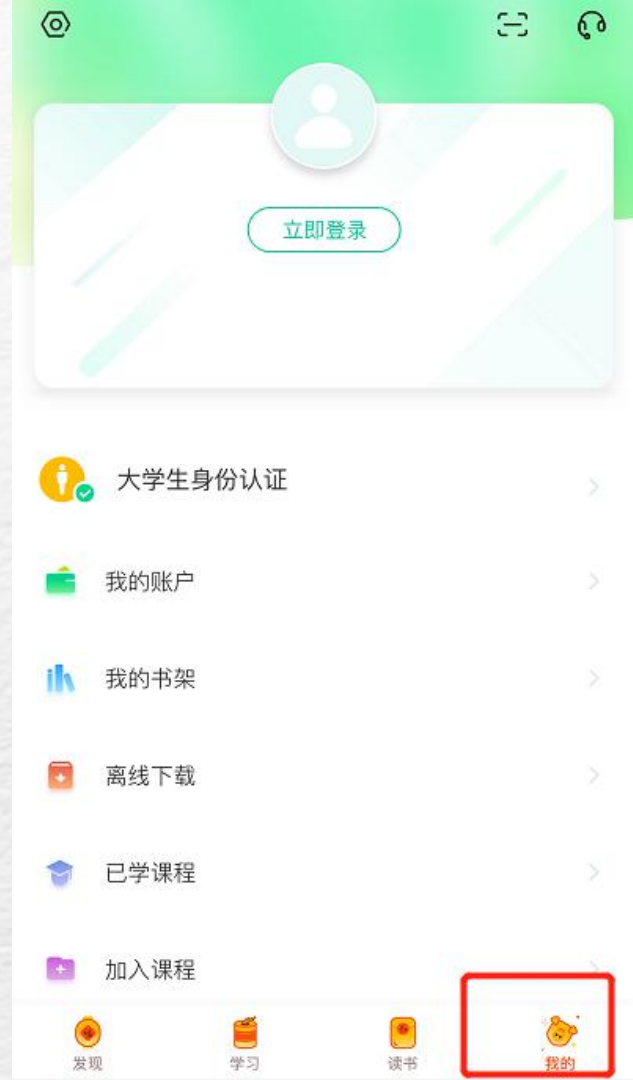 立即登录
大学生身份认证
我的账户
我的书架
离线下载
已学课程
加入课程
发现
学习
读书
我的